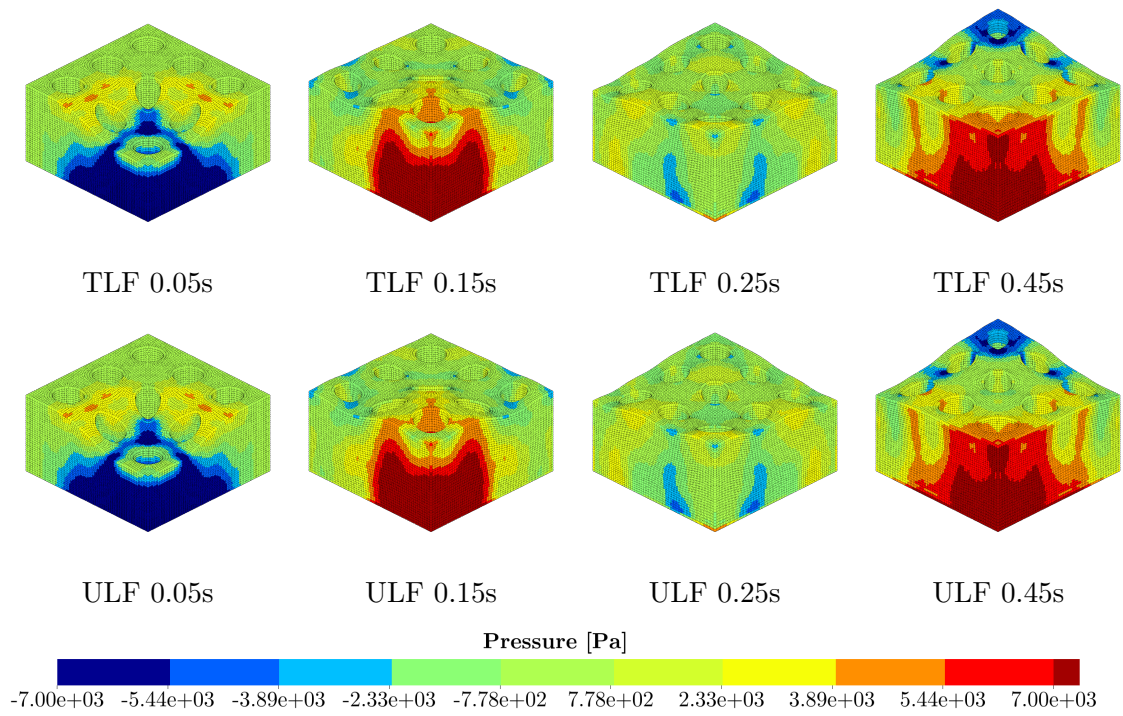 TLF 0.05s TLF 0.15s TLF 0.25s TLF 0.45s
ULF 0.05s ULF 0.15s ULF 0.25s ULF 0.45s
Pressure [Pa]
-7.00e+03 -5.44e+03 -3.89e+03 -2.33e+03 -7.78e+02 7.78e+02 2.33e+03 3.89e+03 5.44e+03 7.00e+03